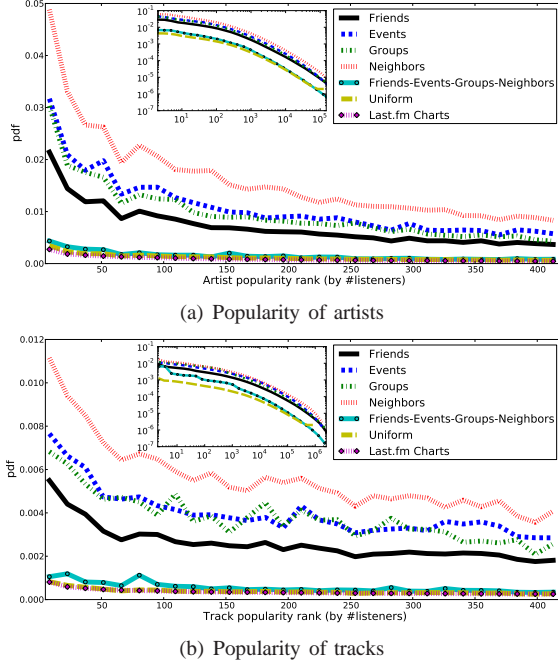 0.05
0.04
0.03
0.02
0.01
0.00
pdf
10^0
10^-1
10^-2
10^-3
10^-4
10^-5
10^-6
10^1 10^2 10^3 10^4 10^5
Friends
Events
Groups
Neighbors
Friends-Events-Groups-Neighbors
Uniform
Last.fm Charts
50 100 150 200 250 300 350 400
Artist popularity rank (by #listeners)
(a) Popularity of artists
0.012
0.010
0.008
0.006
0.004
0.002
0.000
pdf
10^0
10^-1
10^-2
10^-3
10^-4
10^-5
10^-6
10^-7
10^1 10^2 10^3 10^4 10^5 10^6
Friends
Events
Groups
Neighbors
Friends-Events-Groups-Neighbors
Uniform
Last.fm Charts
50 100 150 200 250 300 350 400
Track popularity rank (by #listeners)
(b) Popularity of tracks